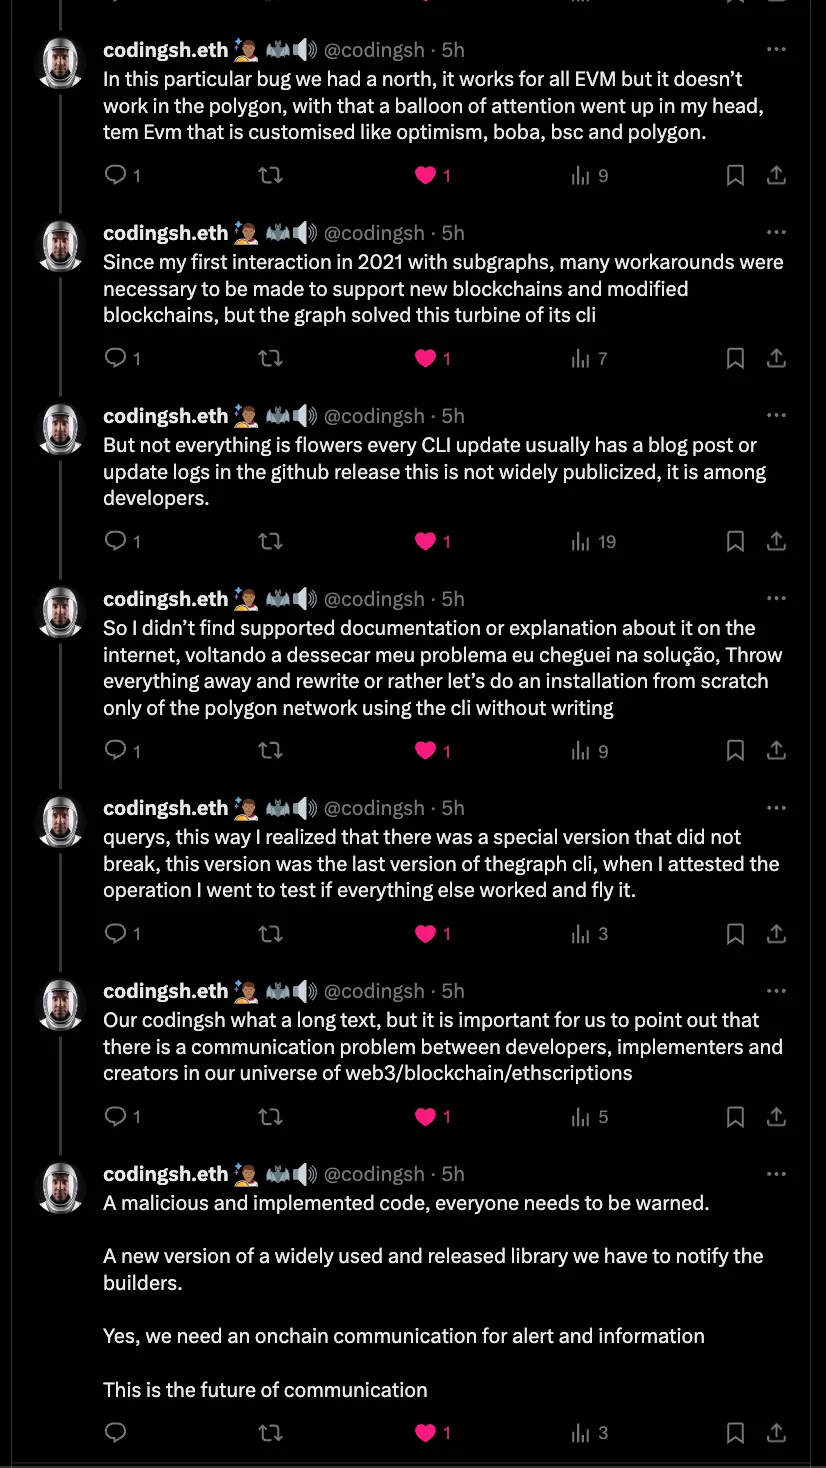 codingsh.eth @codingsh · 5h
In this particular bug we had a north, it works for all EVM but it doesn't
work in the polygon, with that a balloon of attention went up in my head,
tem Evm that is customised like optimism, boba, bsc and polygon.
1 1 9
codingsh.eth @codingsh · 5h
Since my first interaction in 2021 with subgraphs, many workarounds were
necessary to be made to support new blockchains and modified
blockchains, but the graph solved this turbine of its cli
1 1 7
codingsh.eth @codingsh · 5h
But not everything is flowers every CLI update usually has a blog post or
update logs in the github release this is not widely publicized, it is among
developers.
1 1 19
codingsh.eth @codingsh · 5h
So I didn't find supported documentation or explanation about it on the
internet, voltando a dessecar meu problema eu cheguei na solução, Throw
everything away and rewrite or rather let's do an installation from scratch
only of the polygon network using the cli without writing
1 1 9
codingsh.eth @codingsh · 5h
querys, this way I realized that there was a special version that did not
break, this version was the last version of thegraph cli, when I attested the
operation I went to test if everything else worked and fly it.
1 1 3
codingsh.eth @codingsh · 5h
Our codingsh what a long text, but it is important for us to point out that
there is a communication problem between developers, implementers and
creators in our universe of web3/blockchain/ethscriptions
1 1 5
codingsh.eth @codingsh · 5h
A malicious and implemented code, everyone needs to be warned.
A new version of a widely used and released library we have to notify the
builders.
Yes, we need an onchain communication for alert and information
This is the future of communication
1 3